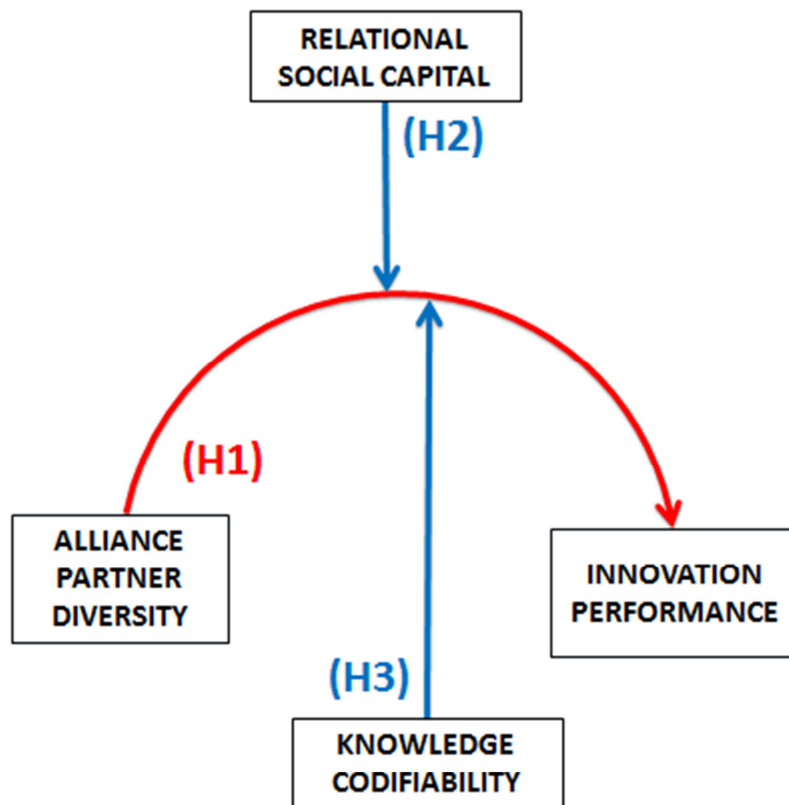 RELATIONAL
SOCIAL CAPITAL
(H2)
(H1)
ALLIANCE
PARTNER
DIVERSITY
INNOVATION
PERFORMANCE
(H3)
KNOWLEDGE
CODIFIABILITY